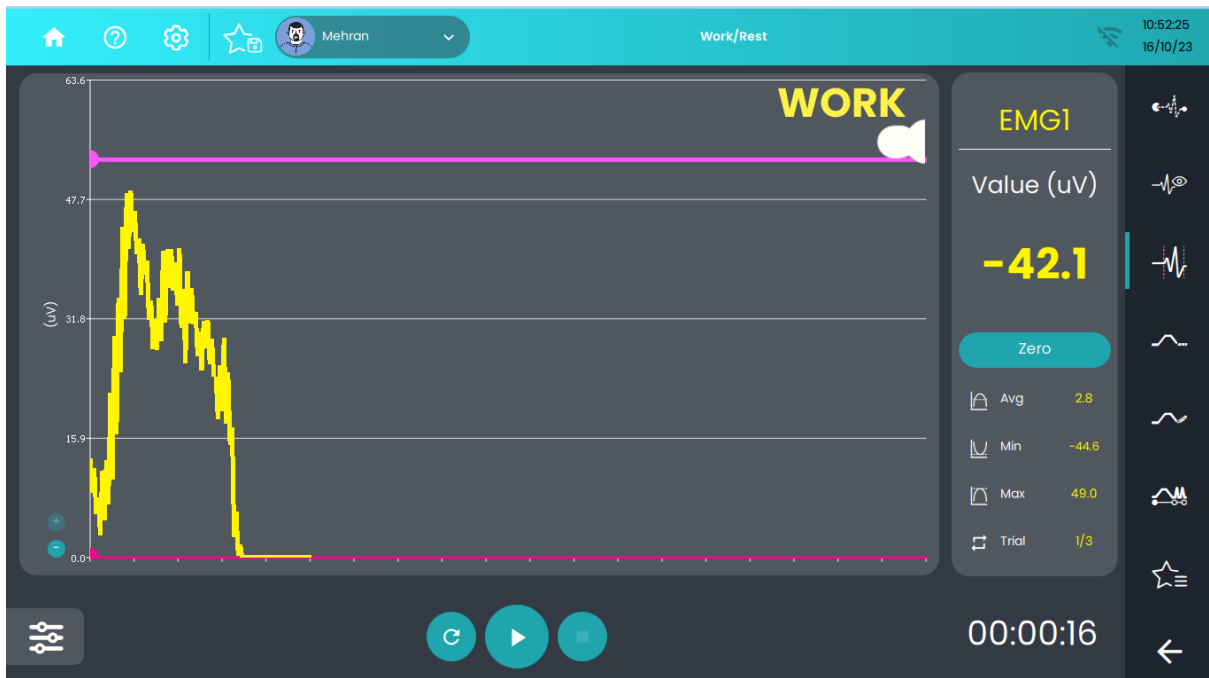 Mehran
Work/Rest
10:52:25
16/10/23
63.6
47.7
31.8
15.9
0.0
(uV)
WORK
EMG1
Value (uV)
-42.1
Zero
Avg 2.8
Min -44.6
Max 49.0
Trial 1/3
00:00:16